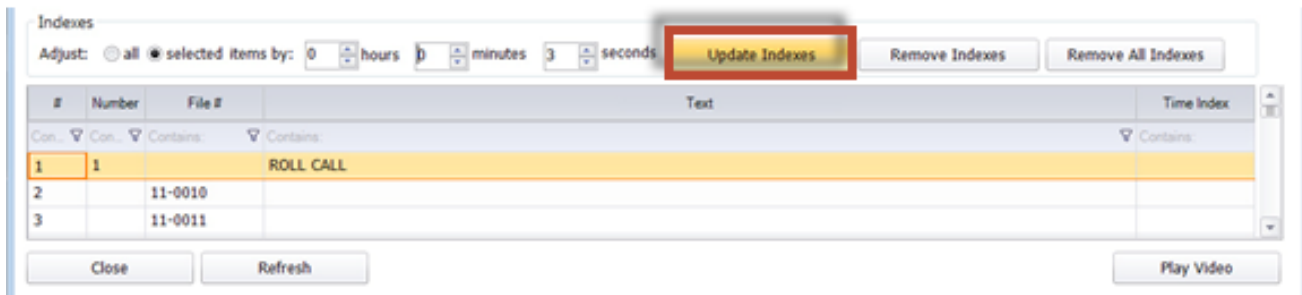 Indexes
Adjust: all selected items by: 0 hours 0 minutes 3 seconds Update Indexes Remove Indexes Remove All Indexes
# Number File # Text Time Index
Con... Con... Contains: Contains: Contains:
1 1 ROLL CALL
2 11-0010
3 11-0011
Close Refresh Play Video